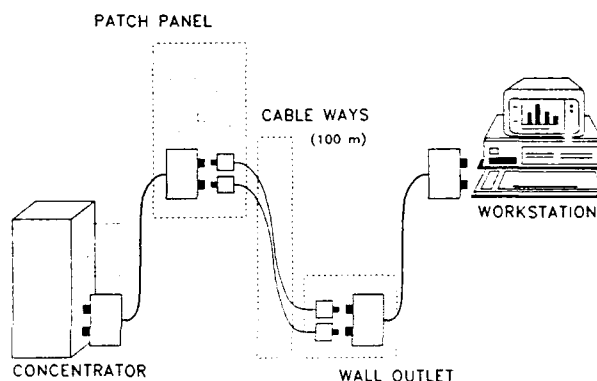 PATCH PANEL
CABLE WAYS
(100 m)
WORKSTATION
CONCENTRATOR
WALL OUTLET